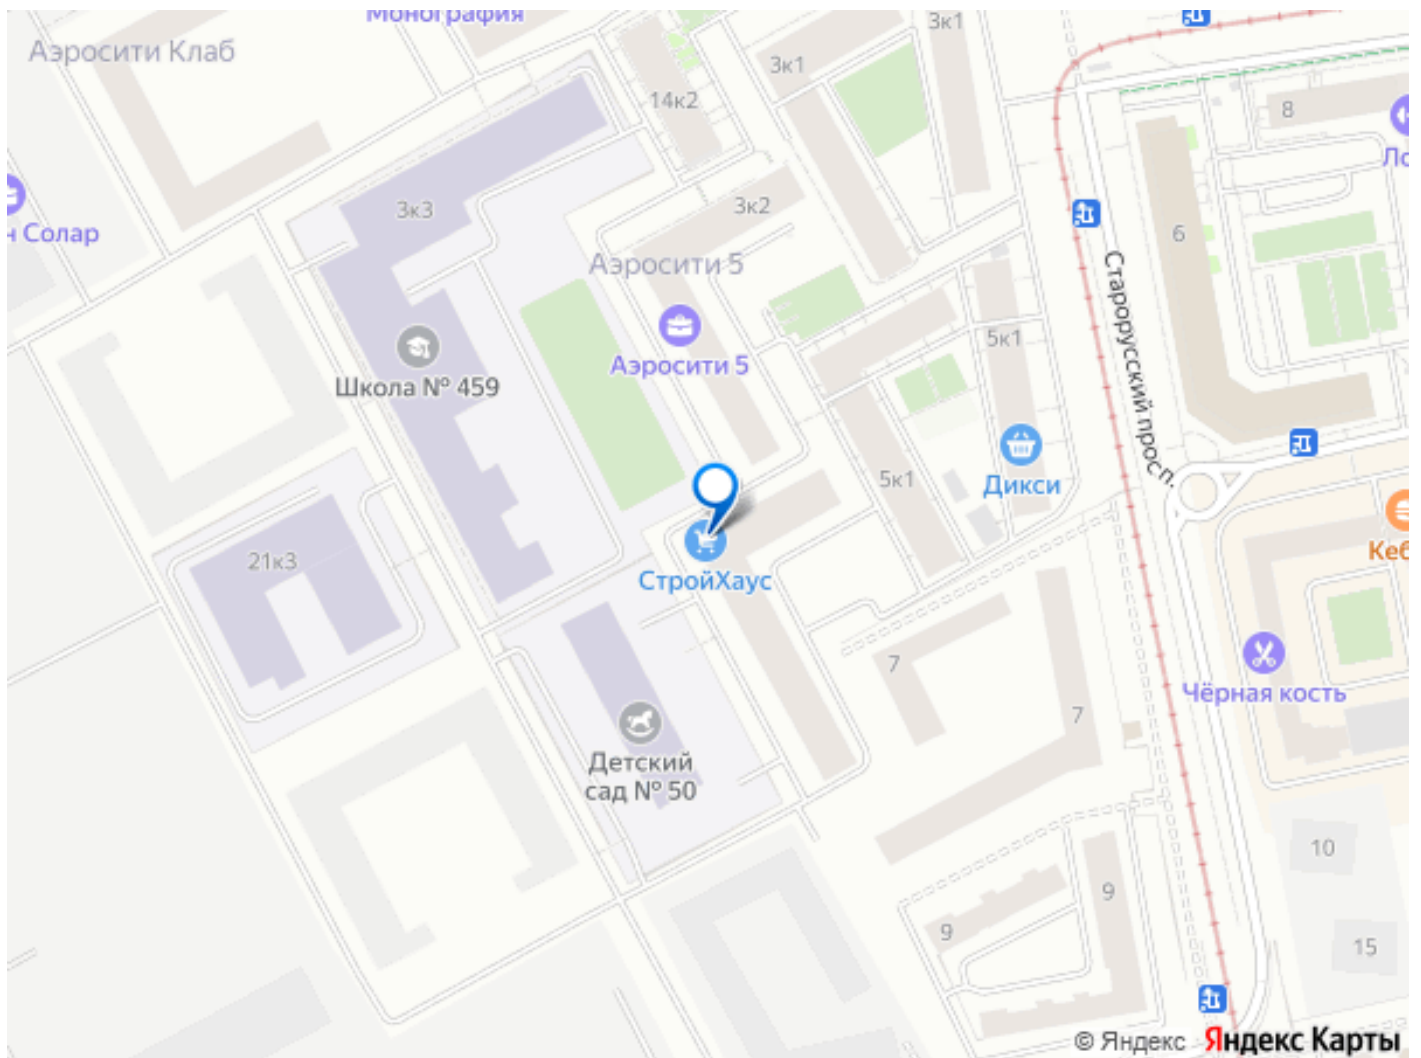 Монография
Аэросити Клаб
3к1
3к1
14к2
8
3к3
3к2
н Солар
6
Аэросити 5
Старорусский просп.
5к1
Аэросити 5
Школа № 459
5к1
Дикси
21к3
СтройХаус
7
Чёрная кость
7
Детский
сад № 50
10
9
9
15
© Яндекс Яндекс Карты